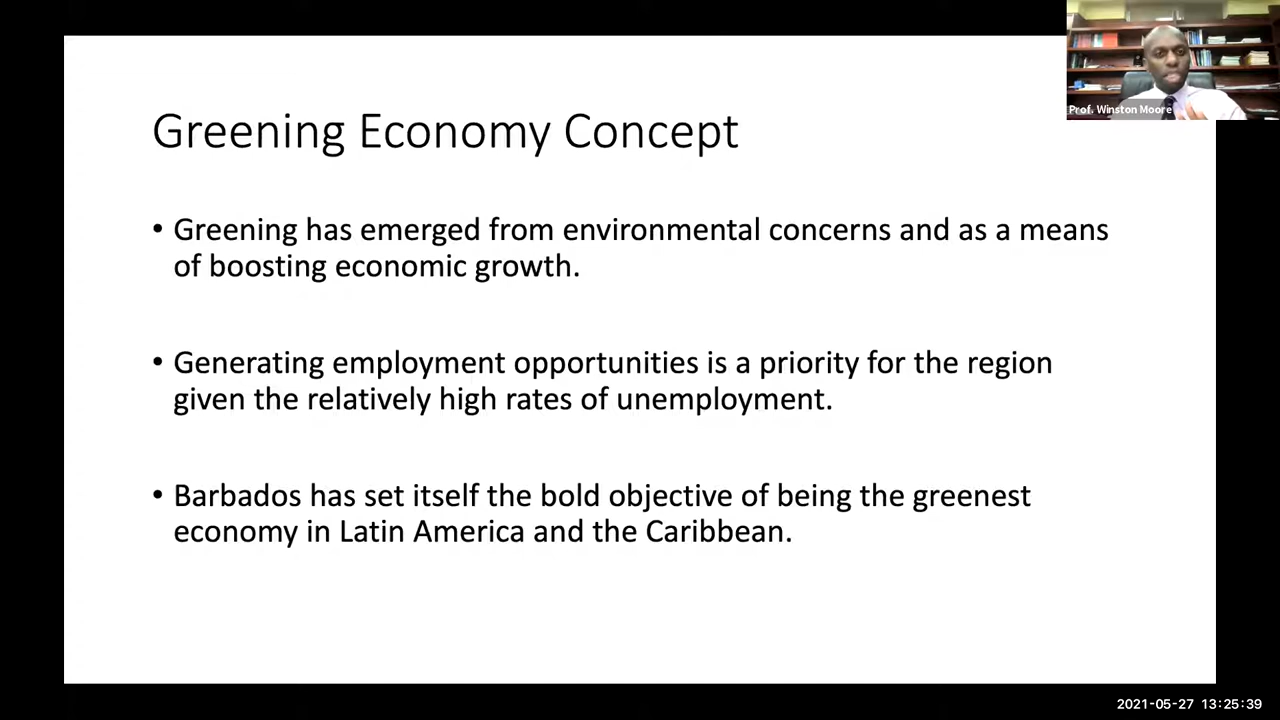 Prof. Winston Moore
Greening Economy Concept
• Greening has emerged from environmental concerns and as a means
of boosting economic growth.
• Generating employment opportunities is a priority for the region
given the relatively high rates of unemployment.
• Barbados has set itself the bold objective of being the greenest
economy in Latin America and the Caribbean.
2021-05-27 13:25:39